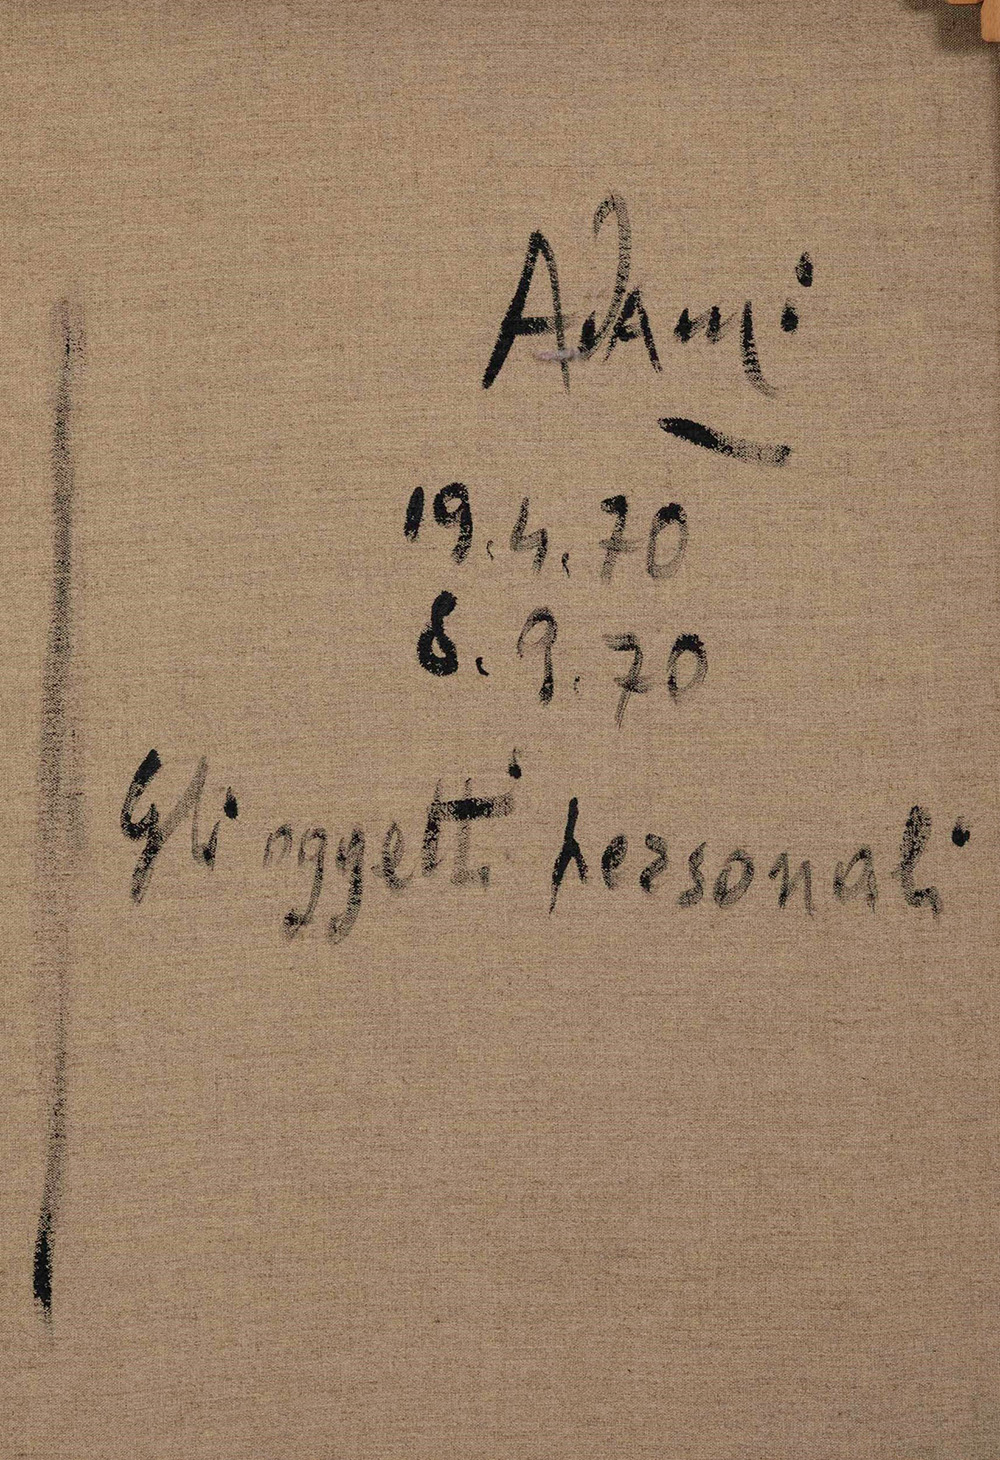 Adami
19.4.70
8.9.70
Gli oggetti personali